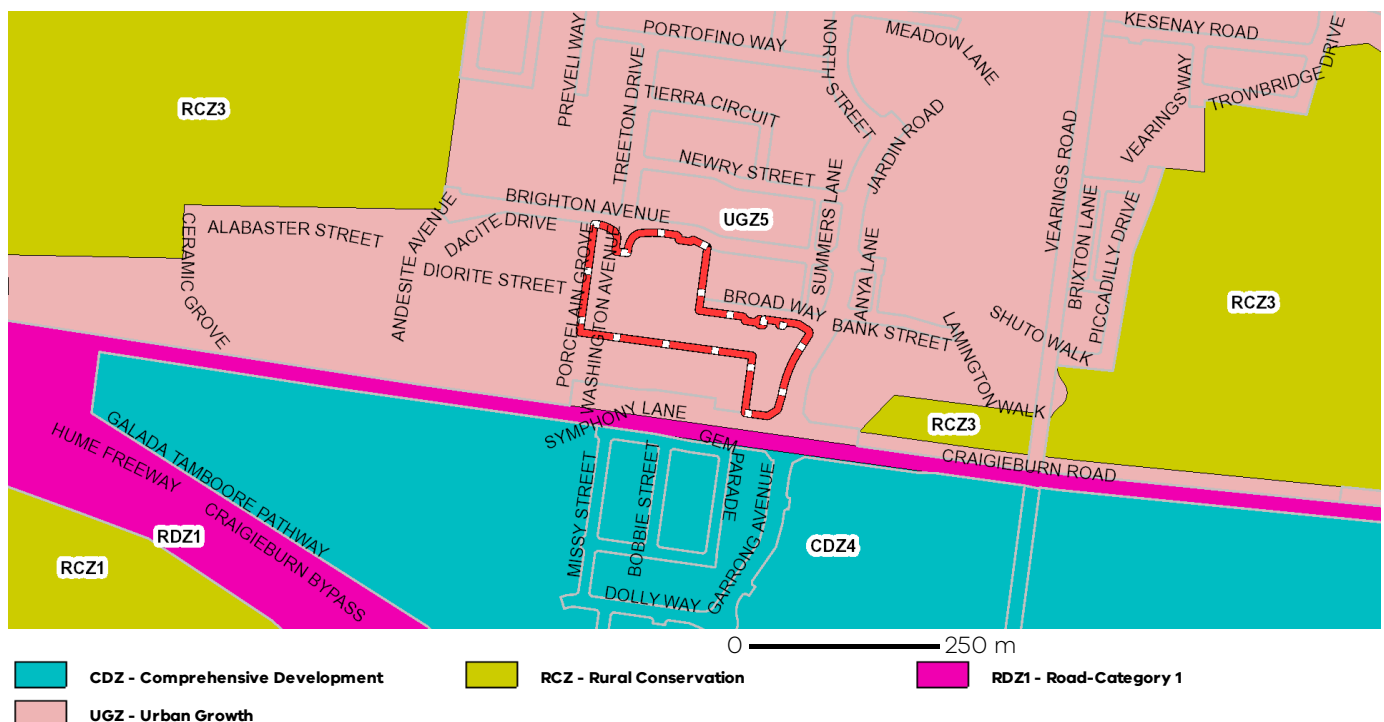 KESENAY ROAD
PORTOFINO WAY
MEADOW LANE
NORTH STREET
PREVELI WAY
TREETON DRIVE
TROWBRIDGE DRIVE
VEARINGS WAY
RCZ3
TIERRA CIRCUIT
JARDIN ROAD
VEARINGS ROAD
NEWRY STREET
SUMMERS LANE
BRIXTON LANE
PICCADILLY DRIVE
BRIGHTON AVENUE
UGZ5
CERAMIC GROVE
ALABASTER STREET
ANDESITE AVENUE
DACITE DRIVE
DIORITE STREET
PORCELAIN GROVE
WASHINGTON AVENUE
ANYA LANE
BROAD WAY
BANK STREET
LAMINGTON WALK
SHUTO WALK
RCZ3
RCZ3
SYMPHONY LANE
GEM PARADE
CRAIGIEBURN ROAD
GALADA TAMBOORE PATHWAY
HUME FREEWAY
CRAIGIEBURN BYPASS
RDZ1
RCZ1
MISSY STREET
BOBBIE STREET
GARRONG AVENUE
CDZ4
DOLLY WAY
0 250 m
CDZ - Comprehensive Development
RCZ - Rural Conservation
RDZ1 - Road-Category 1
UGZ - Urban Growth